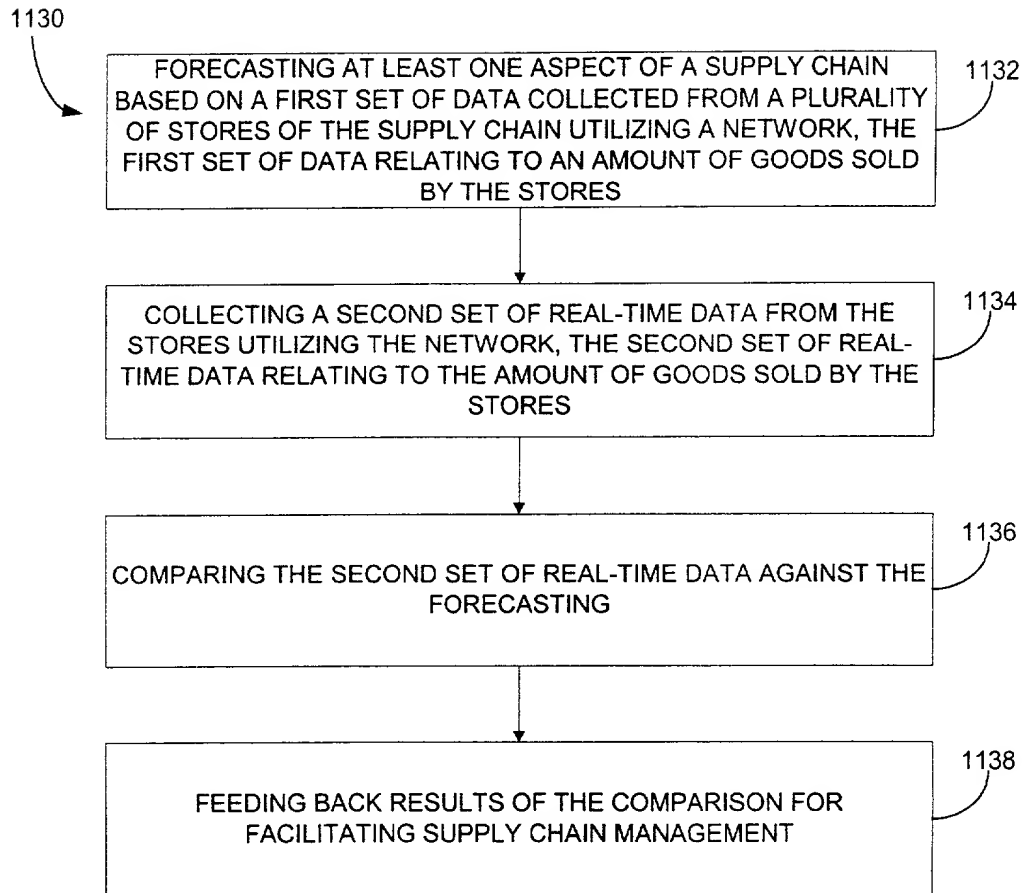 1130
FORECASTING AT LEAST ONE ASPECT OF A SUPPLY CHAIN
BASED ON A FIRST SET OF DATA COLLECTED FROM A PLURALITY
OF STORES OF THE SUPPLY CHAIN UTILIZING A NETWORK, THE
FIRST SET OF DATA RELATING TO AN AMOUNT OF GOODS SOLD
BY THE STORES
1132
COLLECTING A SECOND SET OF REAL-TIME DATA FROM THE
STORES UTILIZING THE NETWORK, THE SECOND SET OF REAL-
TIME DATA RELATING TO THE AMOUNT OF GOODS SOLD BY THE
STORES
1134
COMPARING THE SECOND SET OF REAL-TIME DATA AGAINST THE
FORECASTING
1136
FEEDING BACK RESULTS OF THE COMPARISON FOR
FACILITATING SUPPLY CHAIN MANAGEMENT
1138